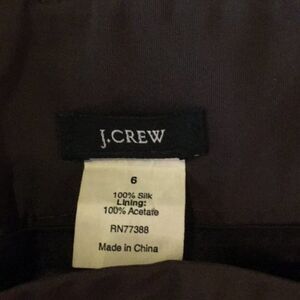 J.CREW
6
100% Silk
Lining:
100% Acetate
RN77388
Made in China